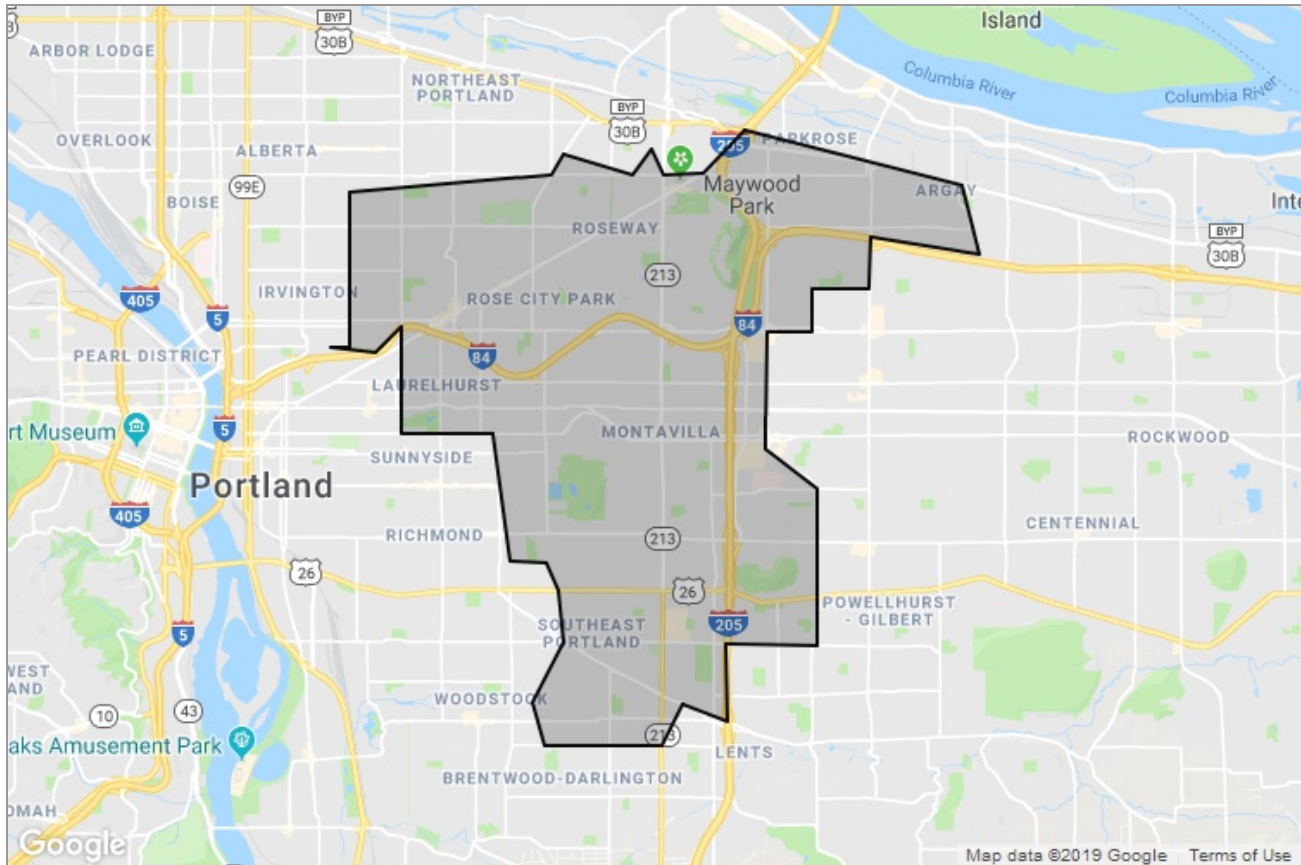 Island
BYP
30B
ARBOR LODGE
Columbia River
Columbia River
NORTHEAST
PORTLAND
BYP
30B
OVERLOOK
ALBERTA
205
PARKROSE
99E
Maywood
Park
ARGAY
BOISE
Inte
ROSEWAY
BYP
30B
213
405
IRVINGTON
ROSE CITY PARK
5
84
PEARL DISTRICT
84
LAURELHURST
rt Museum
5
MONTAVILLA
ROCKWOOD
SUNNYSIDE
Portland
405
CENTENNIAL
RICHMOND
213
26
26
POWELLHURST
- GILBERT
SOUTHEAST
PORTLAND
205
5
WEST
AND
WOODSTOCK
10
43
213
aks Amusement Park
LENTS
BRENTWOOD-DARLINGTON
OMAH
Google
Map data ©2019 Google
Terms of Use